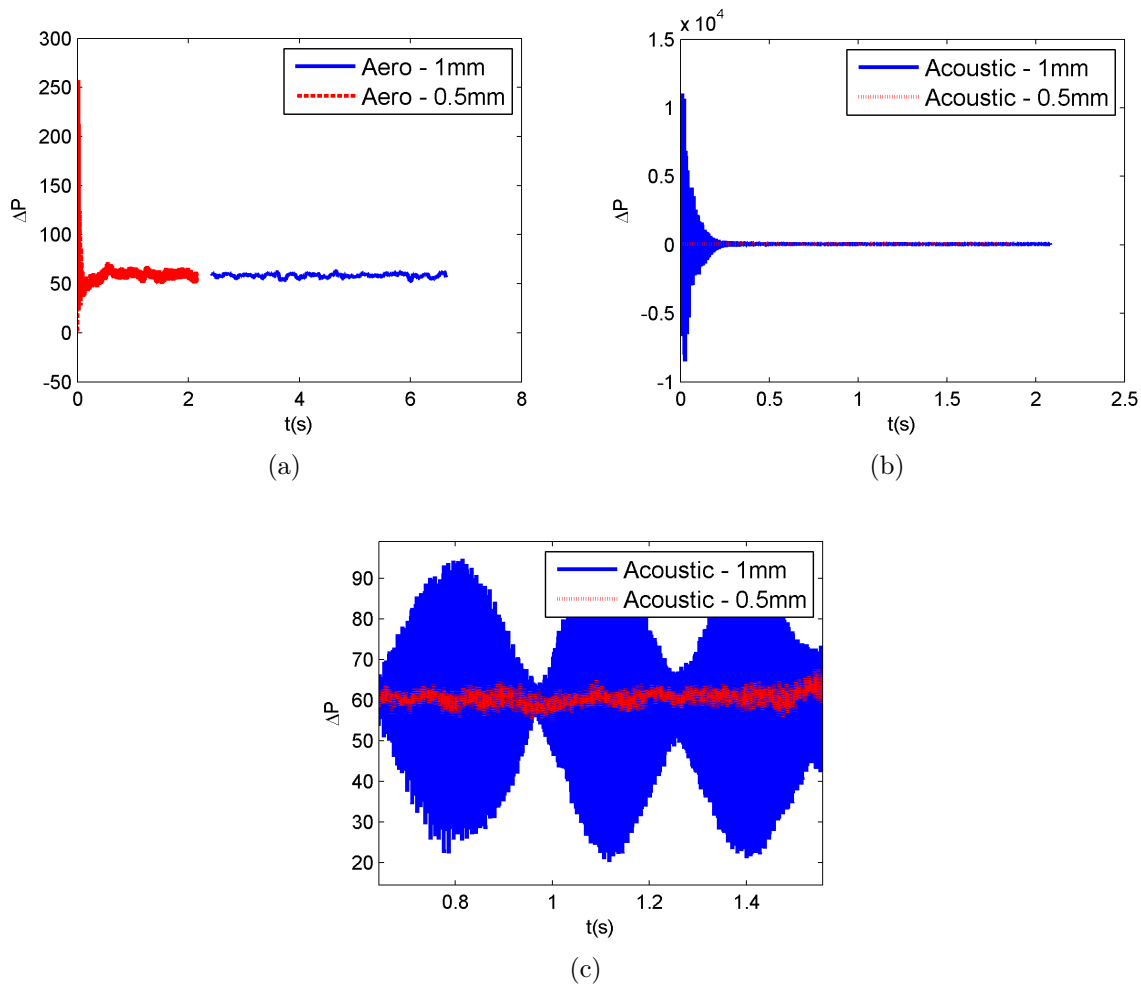 300
250
200
150
100
50
0
-50
ΔP
0 2 4 6 8
t(s)
Aero - 1mm
Aero - 0.5mm
(a)
x 10⁴
1.5
1
0.5
0
-0.5
-1
ΔP
0 0.5 1 1.5 2 2.5
t(s)
Acoustic - 1mm
Acoustic - 0.5mm
(b)
90
80
70
60
50
40
30
20
ΔP
0.8 1 1.2 1.4
t(s)
Acoustic - 1mm
Acoustic - 0.5mm
(c)